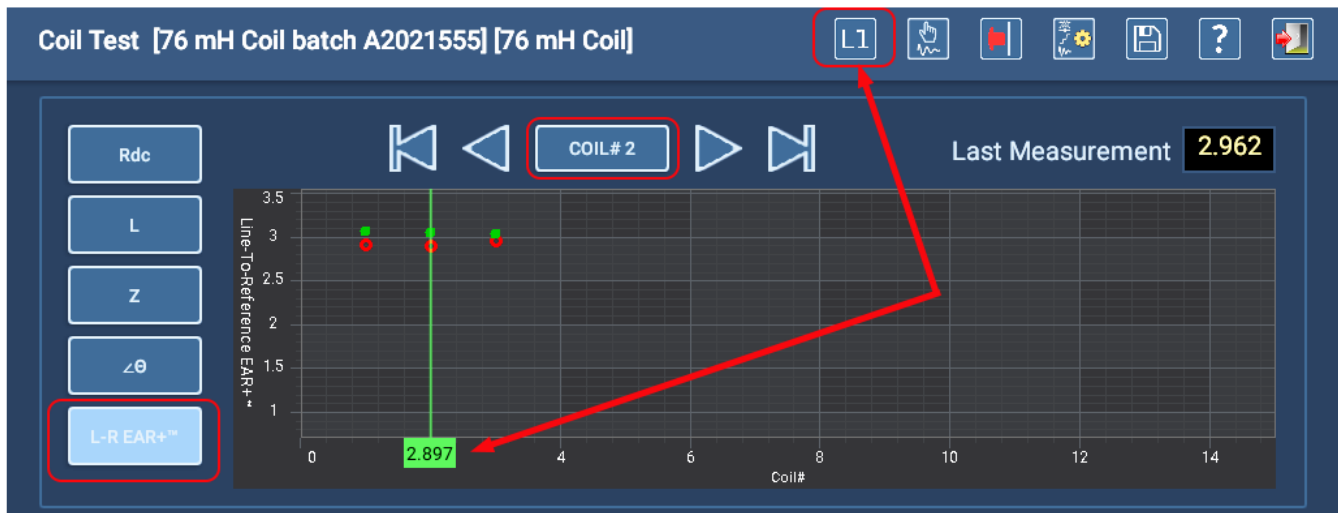 Coil Test [76 mH Coil batch A2021555] [76 mH Coil]
L1
?
Rdc
COIL# 2
Last Measurement 2.962
L
Z
∠Θ
L-R EAR+™
Line-To-Reference EAR+™
3.5
3
2.5
2
1.5
1
0 2.897 4 6 8 10 12 14
Coil#